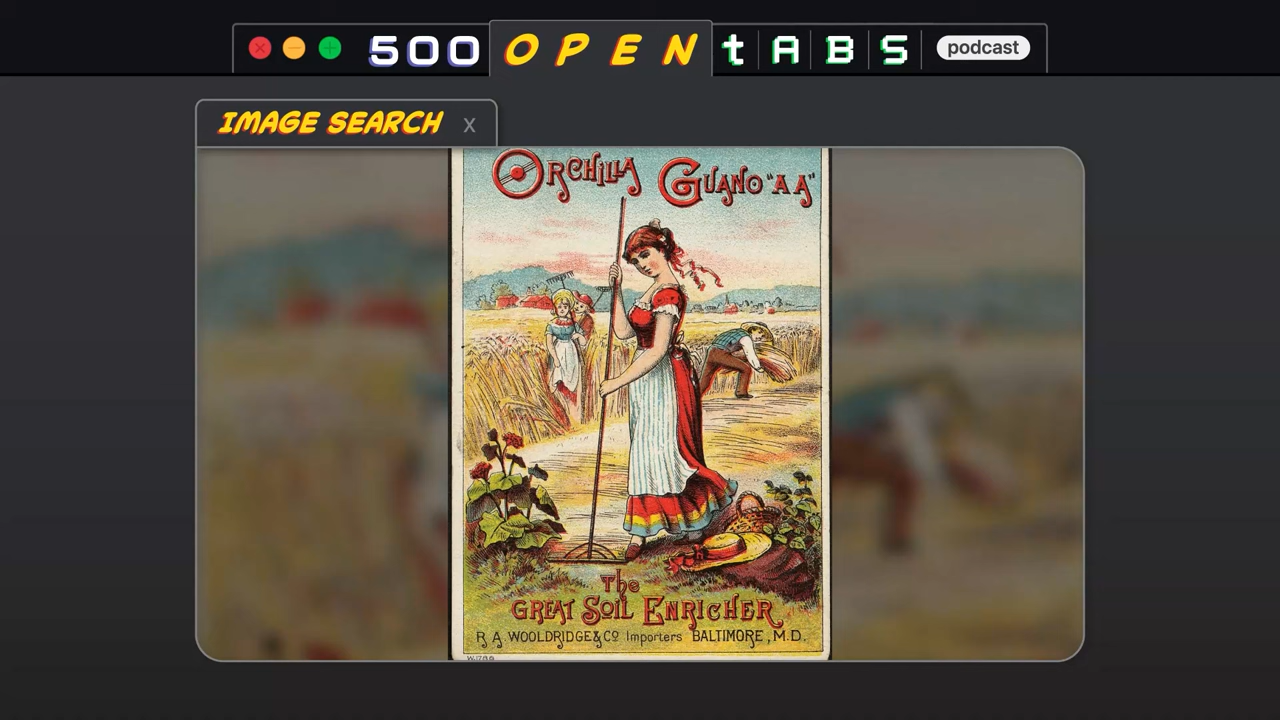 500 OPEN tABS podcast
IMAGE SEARCH x
ORCHILLA GUANO "AA"
The
GREAT SOIL ENRICHER
R.A. WOOLDRIDGE & CO Importers BALTIMORE, M.D.